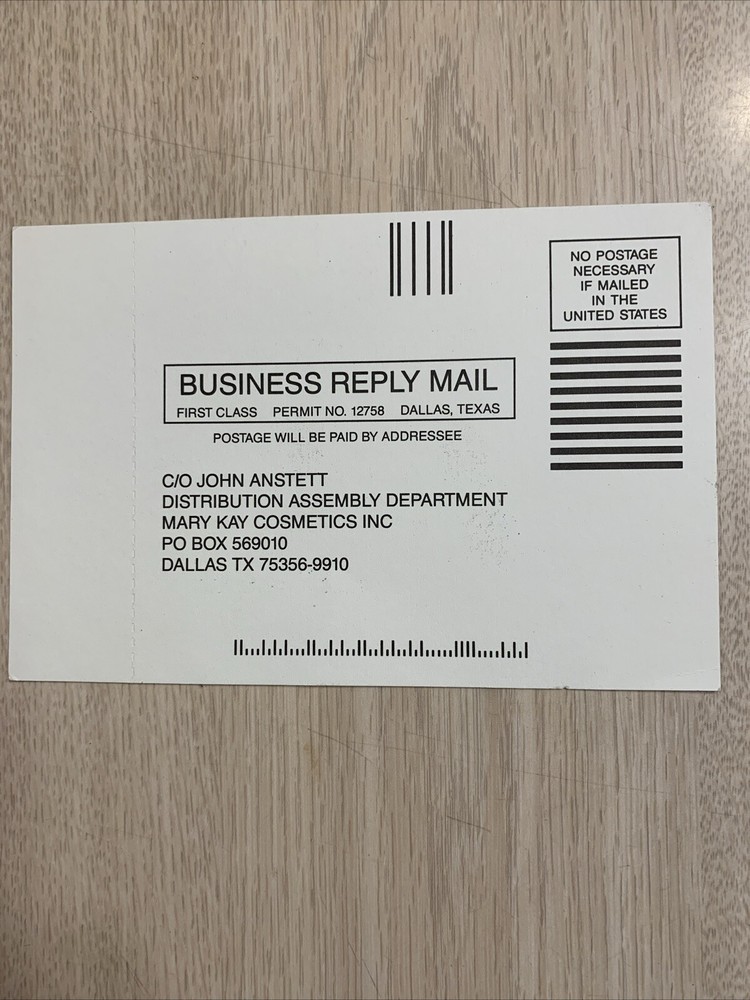 NO POSTAGE
NECESSARY
IF MAILED
IN THE
UNITED STATES
BUSINESS REPLY MAIL
FIRST CLASS PERMIT NO. 12758 DALLAS, TEXAS
POSTAGE WILL BE PAID BY ADDRESSEE
C/O JOHN ANSTETT
DISTRIBUTION ASSEMBLY DEPARTMENT
MARY KAY COSMETICS INC
PO BOX 569010
DALLAS TX 75356-9910